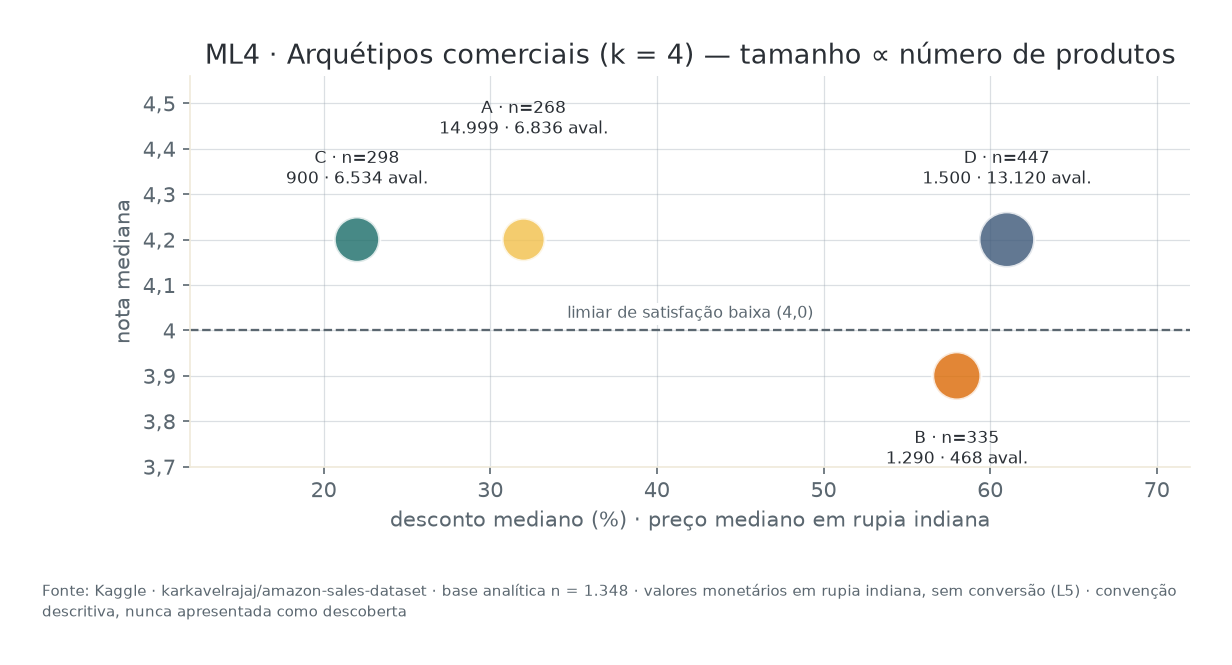 ML4 · Arquétipos comerciais (k = 4) — tamanho ∝ número de produtos
4,5
4,4
4,3
4,2
4,1
4
3,9
3,8
3,7
nota mediana
A · n=268
14.999 · 6.836 aval.
C · n=298
900 · 6.534 aval.
D · n=447
1.500 · 13.120 aval.
limiar de satisfação baixa (4,0)
B · n=335
1.290 · 468 aval.
20
30
40
50
60
70
desconto mediano (%) · preço mediano em rupia indiana
Fonte: Kaggle · karkavelrajaj/amazon-sales-dataset · base analítica n = 1.348 · valores monetários em rupia indiana, sem conversão (L5) · convenção
descritiva, nunca apresentada como descoberta